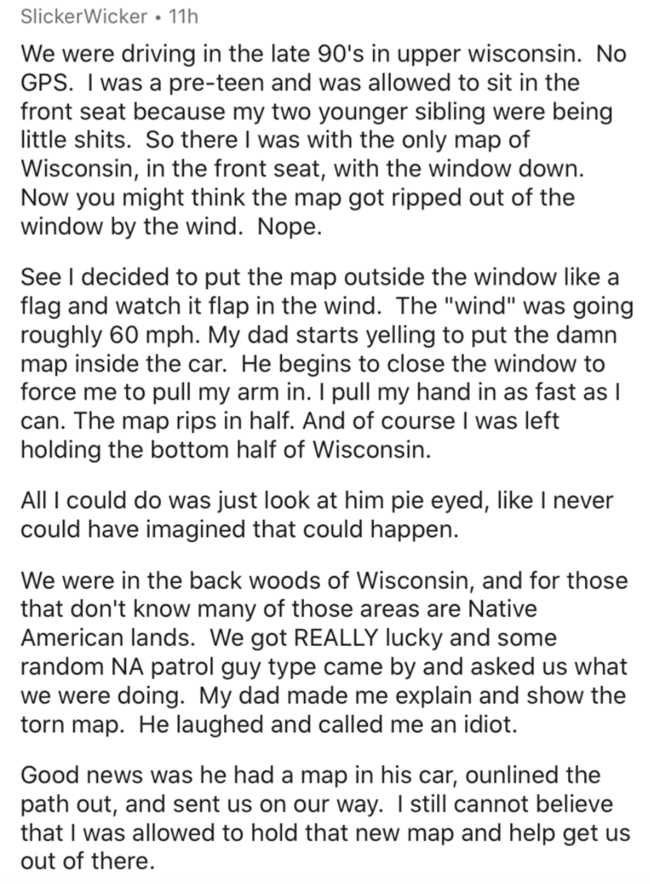 SlickerWicker • 11h
We were driving in the late 90's in upper wisconsin.  No
GPS.  I was a pre-teen and was allowed to sit in the
front seat because my two younger sibling were being
little shits.  So there I was with the only map of
Wisconsin, in the front seat, with the window down.
Now you might think the map got ripped out of the
window by the wind.  Nope.
See I decided to put the map outside the window like a
flag and watch it flap in the wind.  The "wind" was going
roughly 60 mph. My dad starts yelling to put the damn
map inside the car.  He begins to close the window to
force me to pull my arm in. I pull my hand in as fast as I
can. The map rips in half. And of course I was left
holding the bottom half of Wisconsin.
All I could do was just look at him pie eyed, like I never
could have imagined that could happen.
We were in the back woods of Wisconsin, and for those
that don't know many of those areas are Native
American lands.  We got REALLY lucky and some
random NA patrol guy type came by and asked us what
we were doing.  My dad made me explain and show the
torn map.  He laughed and called me an idiot.
Good news was he had a map in his car, ounlined the
path out, and sent us on our way.  I still cannot believe
that I was allowed to hold that new map and help get us
out of there.